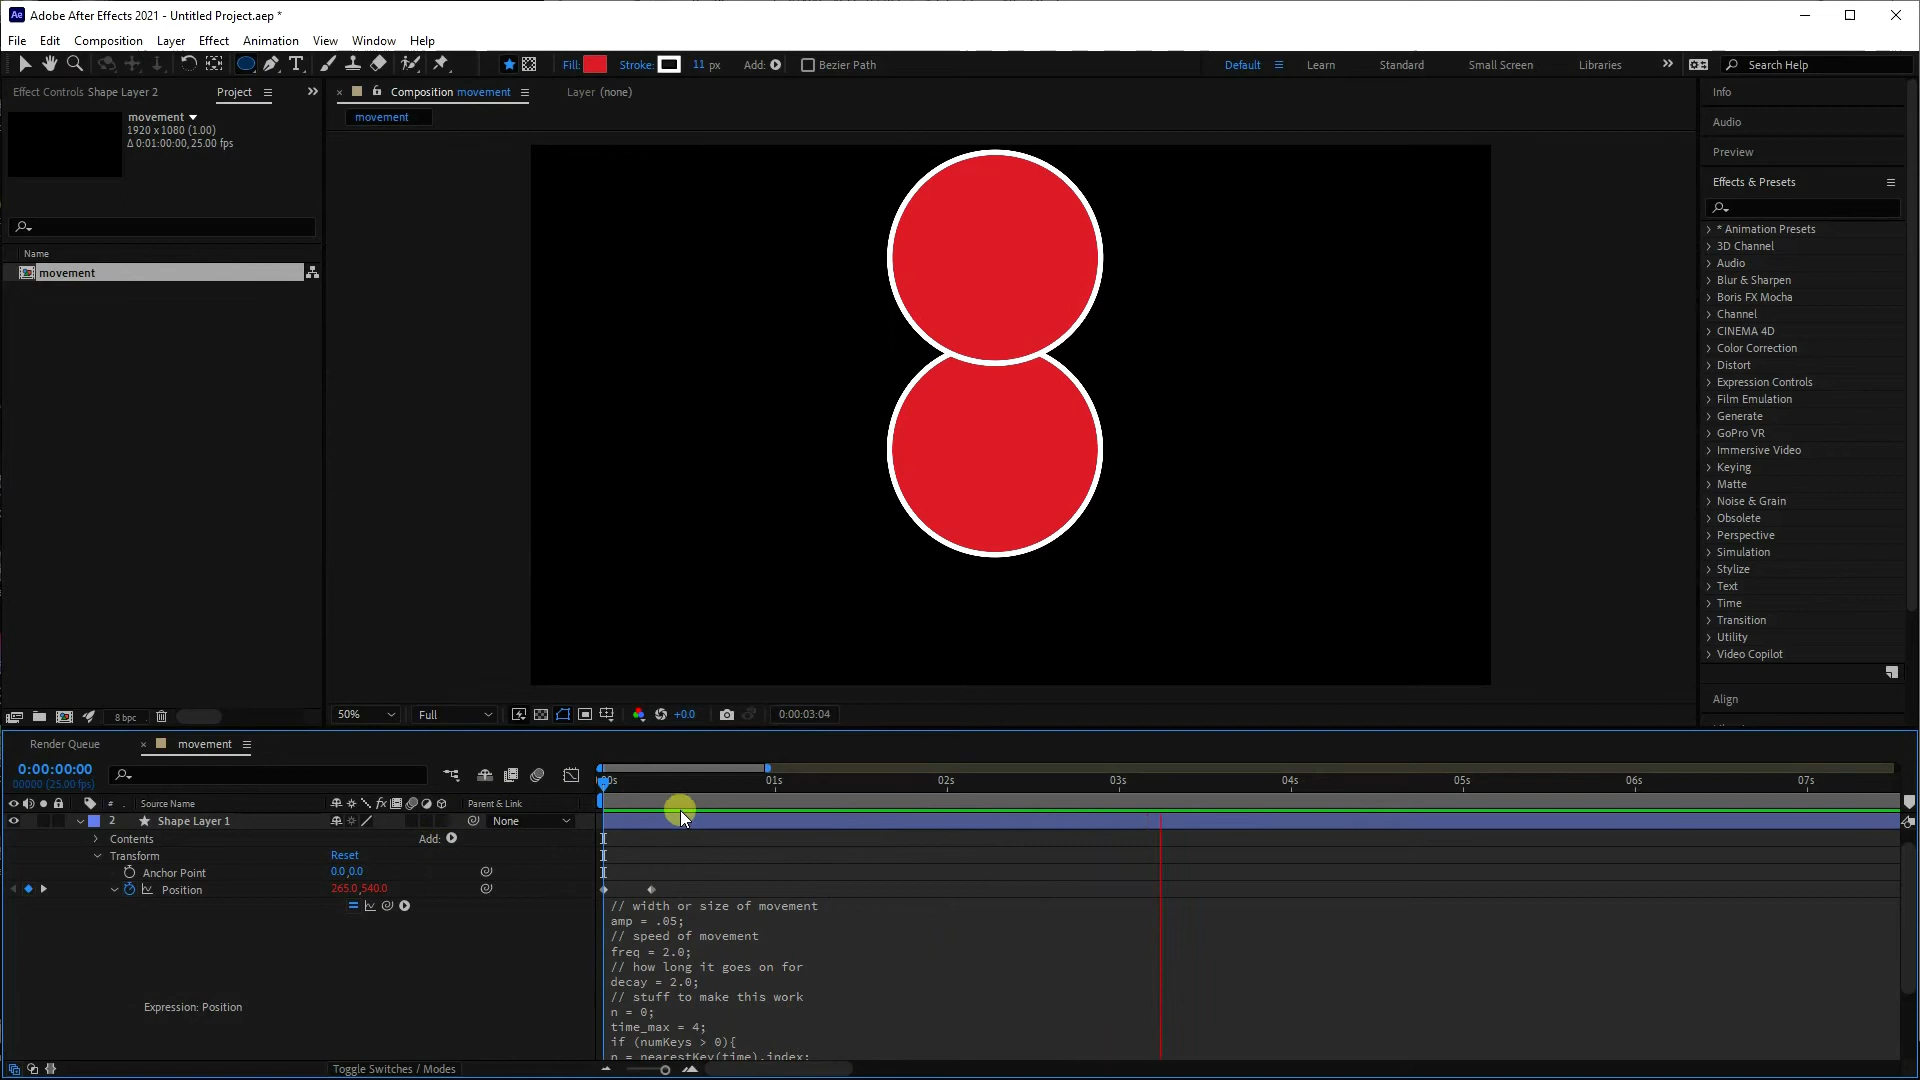 Adobe After Effects 2021 - Untitled Project.aep *
File Edit Composition Layer Effect Animation View Window Help
Fill: Stroke: 11 px Add: Bezier Path Default Learn Standard Small Screen Libraries Search Help
Effect Controls Shape Layer 2 Project
Composition movement Layer (none)
movement
movement
1920 x 1080 (1.00)
Δ 0:01:00:00, 25.00 fps
Name
movement
8 bpc
50% Full +0.0 0:00:03:04
Info
Audio
Preview
Effects & Presets
* Animation Presets
3D Channel
Audio
Blur & Sharpen
Boris FX Mocha
Channel
CINEMA 4D
Color Correction
Distort
Expression Controls
Film Emulation
Generate
GoPro VR
Immersive Video
Keying
Matte
Noise & Grain
Obsolete
Perspective
Simulation
Stylize
Text
Time
Transition
Utility
Video Copilot
Align
Render Queue movement
0:00:00:00
00000 (25.00 fps)
01s 02s 03s 04s 05s 06s 07s
# Source Name fx Parent & Link
2 Shape Layer 1 None
Contents Add:
Transform Reset
Anchor Point 0.0,0.0
Position 265.0,540.0
Expression: Position
// width or size of movement
amp = .05;
// speed of movement
freq = 2.0;
// how long it goes on for
decay = 2.0;
// stuff to make this work
n = 0;
time_max = 4;
if (numKeys > 0){
n = nearestKey(time).index;
Toggle Switches / Modes